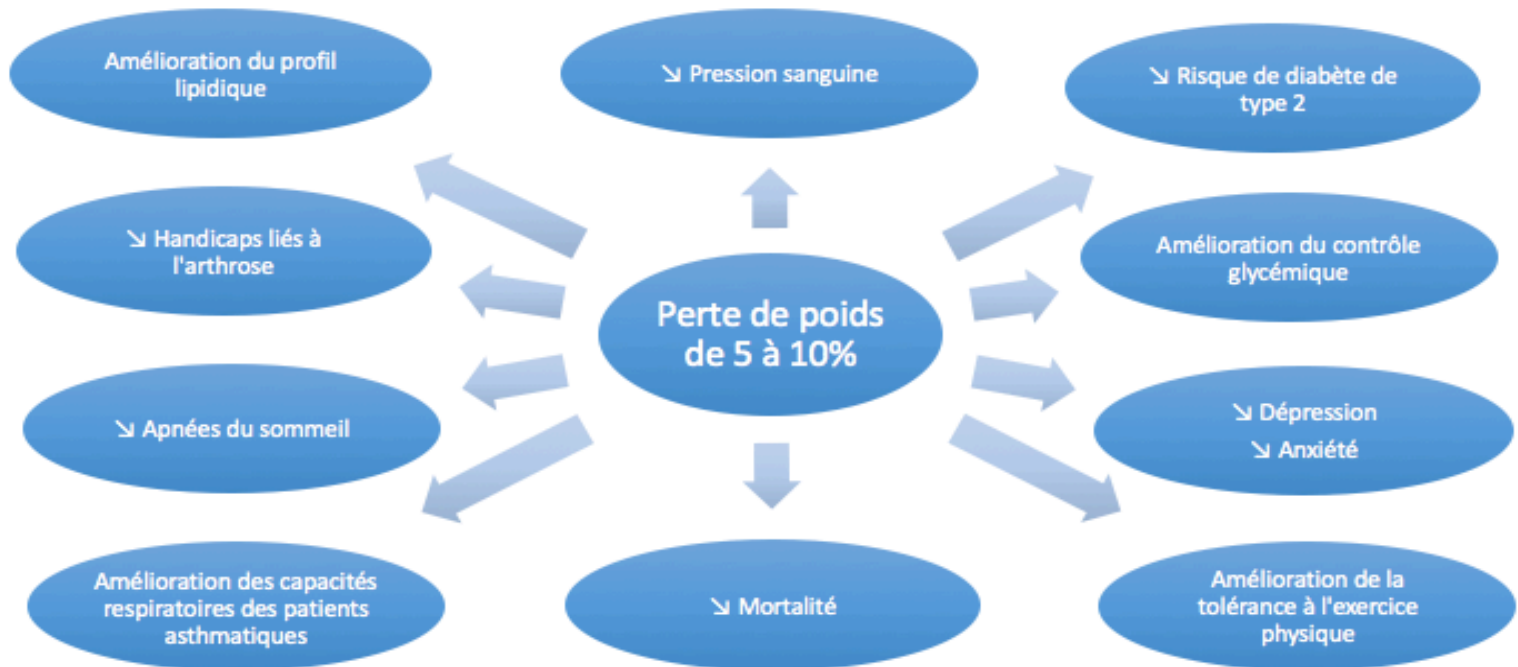 Amélioration du profil
lipidique
↘ Pression sanguine
↘ Risque de diabète de
type 2
↘ Handicaps liés à
l'arthrose
Amélioration du contrôle
glycémique
Perte de poids
de 5 à 10%
↘ Apnées du sommeil
↘ Dépression
↘ Anxiété
Amélioration des capacités
respiratoires des patients
asthmatiques
↘ Mortalité
Amélioration de la
tolérance à l'exercice
physique